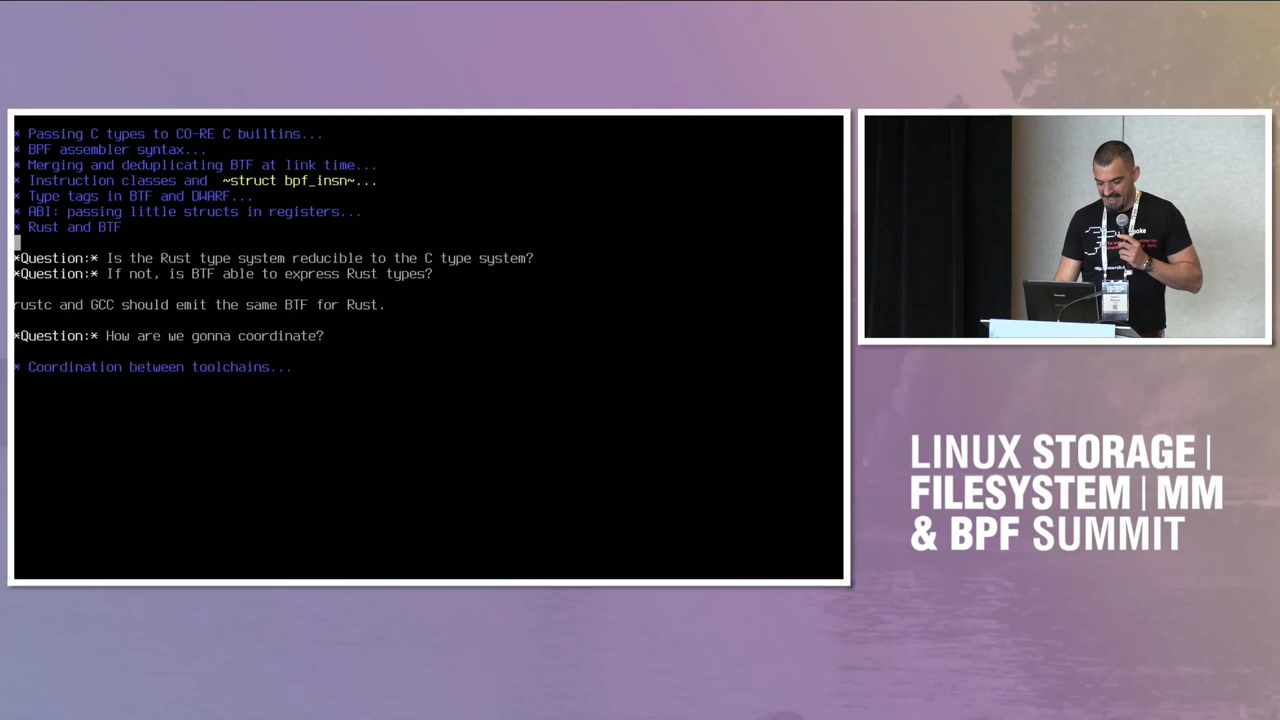 * Passing C types to CO-RE C builtins...
* BPF assembler syntax...
* Merging and deduplicating BTF at link time...
* Instruction classes and  ~struct bpf_insn~...
* Type tags in BTF and DWARF...
* ABI: passing little structs in registers...
* Rust and BTF
*Question:* Is the Rust type system reducible to the C type system?
*Question:* If not, is BTF able to express Rust types?
rustc and GCC should emit the same BTF for Rust.
*Question:* How are we gonna coordinate?
* Coordination between toolchains...
LINUX STORAGE |
FILESYSTEM | MM
& BPF SUMMIT